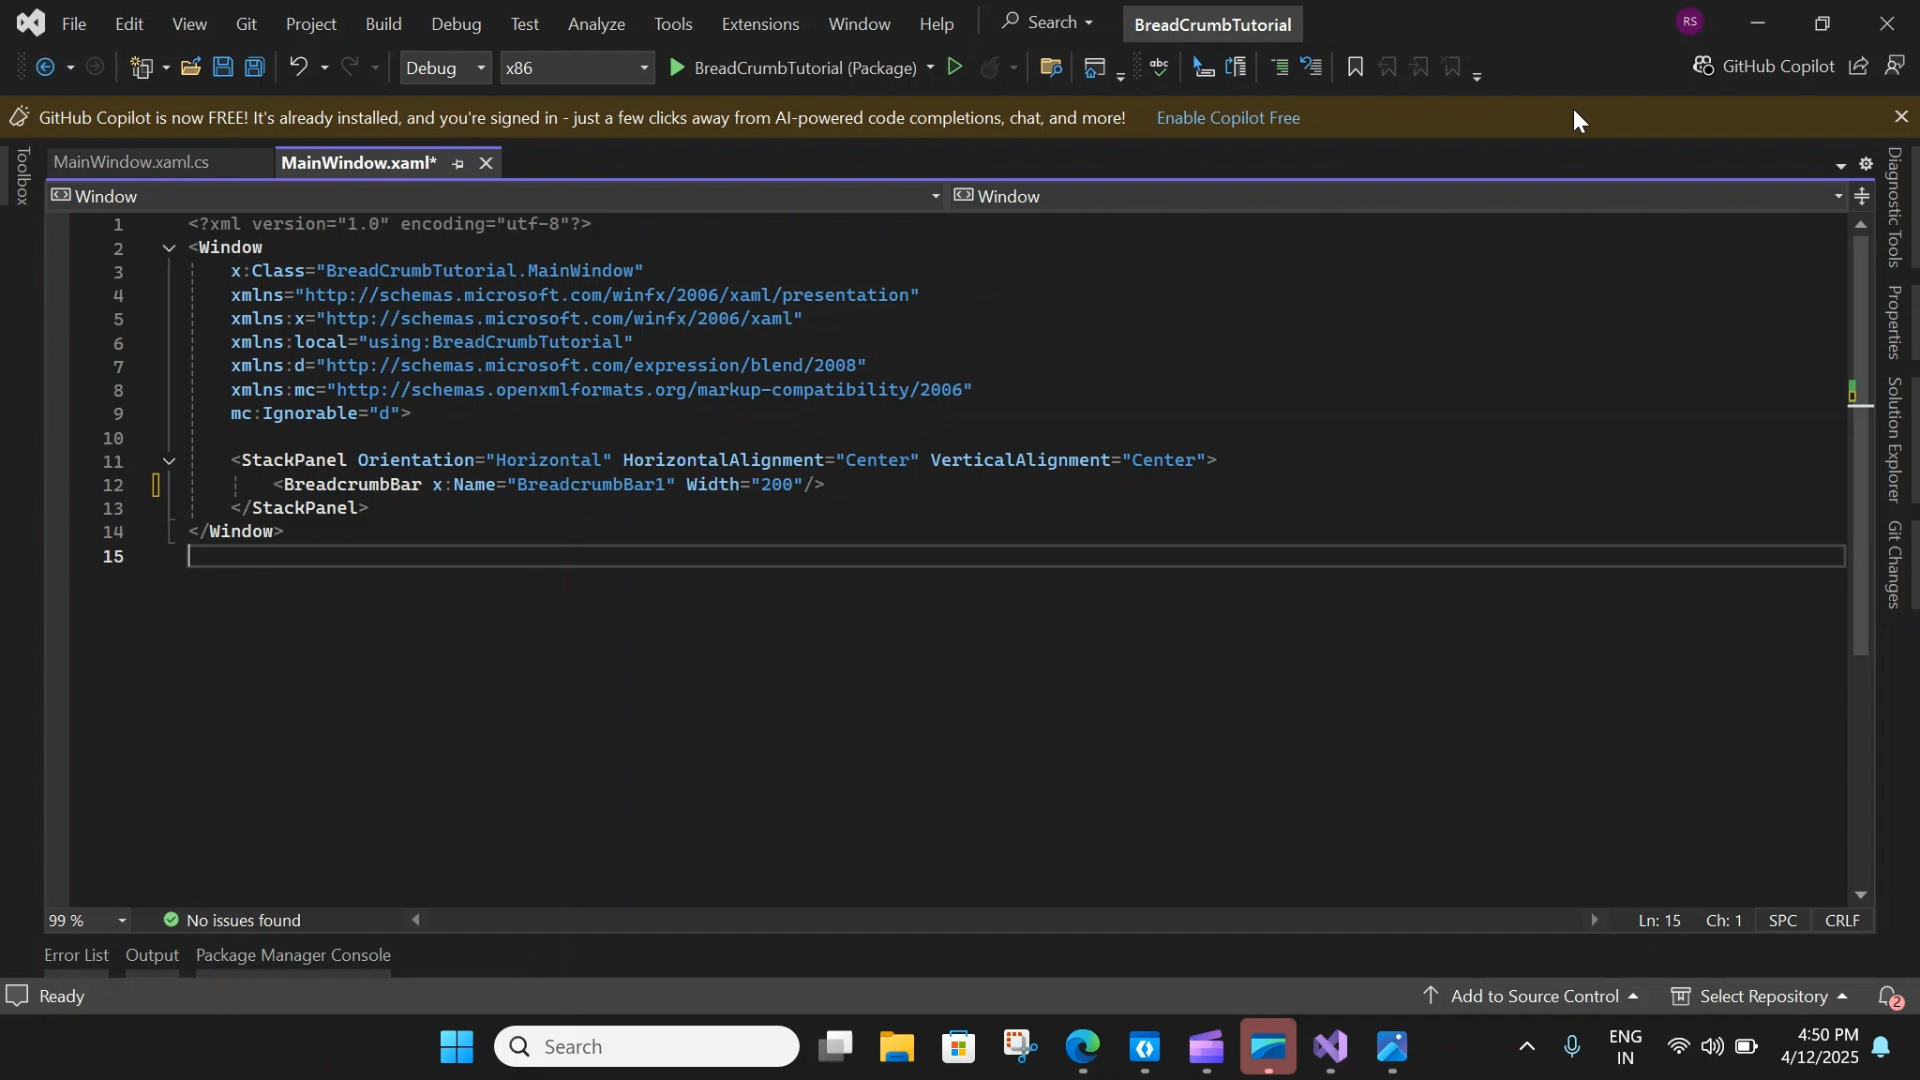 File Edit View Git Project Build Debug Test Analyze Tools Extensions Window Help Search BreadCrumbTutorial RS
Debug x86 BreadCrumbTutorial (Package) abc GitHub Copilot
GitHub Copilot is now FREE! It's already installed, and you're signed in - just a few clicks away from AI-powered code completions, chat, and more! Enable Copilot Free
Toolbox
MainWindow.xaml.cs MainWindow.xaml*
Window Window
1 <?xml version="1.0" encoding="utf-8"?>
2 <Window
3 x:Class="BreadCrumbTutorial.MainWindow"
4 xmlns="http://schemas.microsoft.com/winfx/2006/xaml/presentation"
5 xmlns:x="http://schemas.microsoft.com/winfx/2006/xaml"
6 xmlns:local="using:BreadCrumbTutorial"
7 xmlns:d="http://schemas.microsoft.com/expression/blend/2008"
8 xmlns:mc="http://schemas.openxmlformats.org/markup-compatibility/2006"
9 mc:Ignorable="d">
10
11 <StackPanel Orientation="Horizontal" HorizontalAlignment="Center" VerticalAlignment="Center">
12 <BreadcrumbBar x:Name="BreadcrumbBar1" Width="200"/>
13 </StackPanel>
14 </Window>
15
Diagnostic Tools
Properties
Solution Explorer
Git Changes
99 % No issues found Ln: 15 Ch: 1 SPC CRLF
Error List Output Package Manager Console
Ready Add to Source Control Select Repository 2
Search ENG IN 4:50 PM 4/12/2025